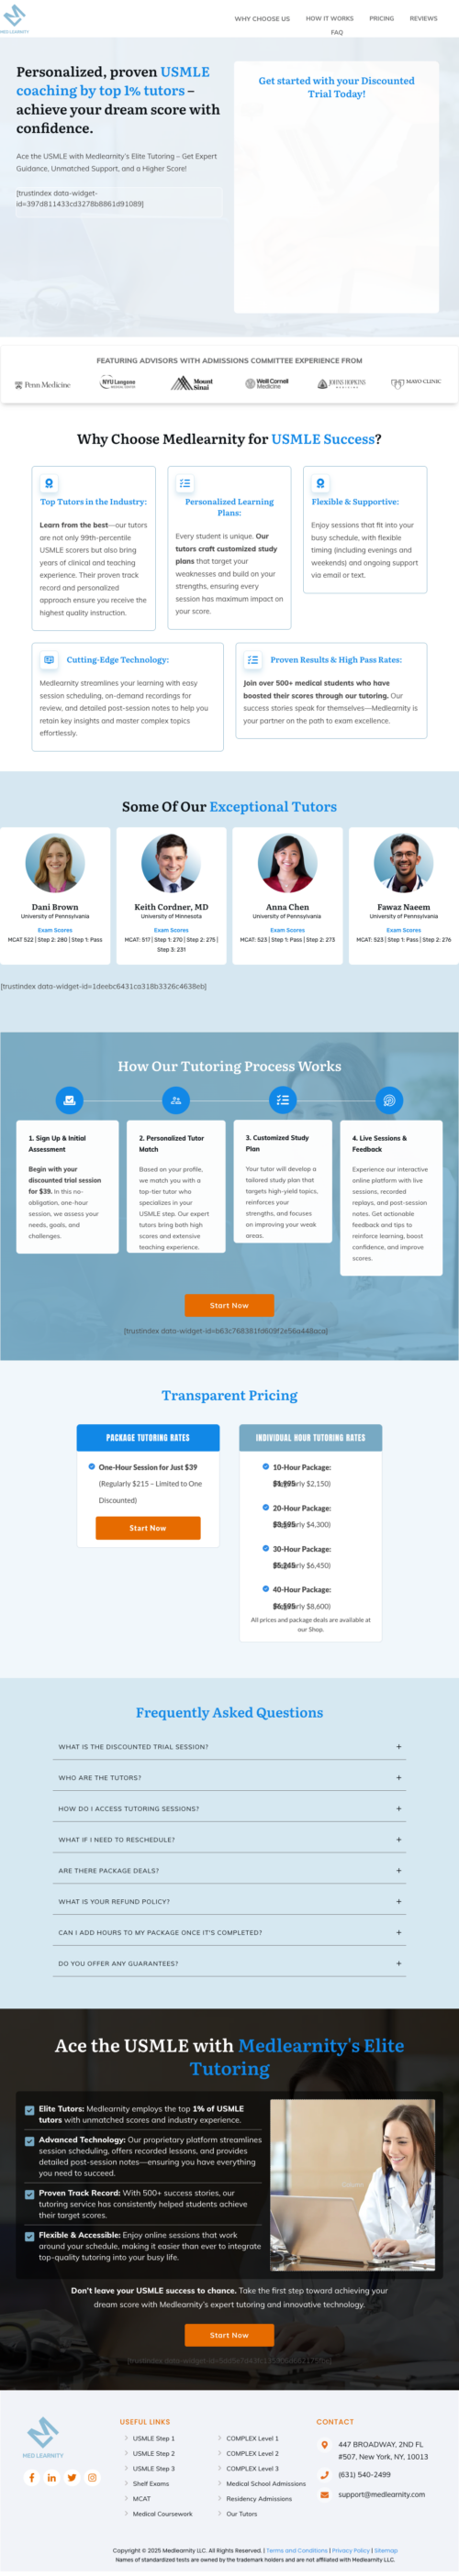 MED LEARNITY
WHY CHOOSE US
HOW IT WORKS
PRICING
REVIEWS
FAQ
Personalized, proven USMLE
coaching by top 1% tutors –
achieve your dream score with
confidence.
Ace the USMLE with Medlearnity's Elite Tutoring – Get Expert
Guidance, Unmatched Support, and a Higher Score!
[trustindex data-widget-
id=397d811433cd3278b8861d91089]
Get started with your Discounted
Trial Today!
FEATURING ADVISORS WITH ADMISSIONS COMMITTEE EXPERIENCE FROM
Penn Medicine
NYU Langone
Mount
Sinai
Weill Cornell
Medicine
JOHNS HOPKINS
MEDICINE
MAYO CLINIC
Why Choose Medlearnity for USMLE Success?
Top Tutors in the Industry:
Learn from the best—our tutors
are not only 99th-percentile
USMLE scorers but also bring
years of clinical and teaching
experience. Their proven track
record and personalized
approach ensure you receive the
highest quality instruction.
Personalized Learning
Plans:
Every student is unique. Our
tutors craft customized study
plans that target your
weaknesses and build on your
strengths, ensuring every
session has maximum impact on
your score.
Flexible & Supportive:
Enjoy sessions that fit into your
busy schedule, with flexible
timing (including evenings and
weekends) and ongoing support
via email or text.
Cutting-Edge Technology:
Medlearnity streamlines your learning with easy
session scheduling, on-demand recordings for
review, and detailed post-session notes to help you
retain key insights and master complex topics
effortlessly.
Proven Results & High Pass Rates:
Join over 500+ medical students who have
boosted their scores through our tutoring. Our
success stories speak for themselves—Medlearnity is
your partner on the path to exam excellence.
Some Of Our Exceptional Tutors
Dani Brown
University of Pennsylvania
Exam Scores
MCAT 522 | Step 2: 280 | Step 1: Pass
Keith Cordner, MD
University of Minnesota
Exam Scores
MCAT: 517 | Step 1: 270 | Step 2: 275 |
Step 3: 231
Anna Chen
University of Pennsylvania
Exam Scores
MCAT: 523 | Step 1: Pass | Step 2: 273
Fawaz Naeem
University of Pennsylvania
Exam Scores
MCAT: 523 | Step 1: Pass | Step 2: 276
[trustindex data-widget-id=1deebc6431ca318b3326c4638eb]
How Our Tutoring Process Works
1. Sign Up & Initial
Assessment
Begin with your
discounted trial session
for $39. In this no-
obligation, one-hour
session, we assess your
needs, goals, and
challenges.
2. Personalized Tutor
Match
Based on your profile,
we match you with a
top-tier tutor who
specializes in your
USMLE step. Our expert
tutors bring both high
scores and extensive
teaching experience.
3. Customized Study
Plan
Your tutor will develop a
tailored study plan that
targets high-yield topics,
reinforces your
strengths, and focuses
on improving your weak
areas.
4. Live Sessions &
Feedback
Experience our interactive
online platform with live
sessions, recorded
replays, and post-session
notes. Get actionable
feedback and tips to
reinforce learning, boost
confidence, and improve
scores.
Start Now
[trustindex data-widget-id=b63c768381fd609f2e56a448aca]
Transparent Pricing
PACKAGE TUTORING RATES
One-Hour Session for Just $39
(Regularly $215 – Limited to One
Discounted)
Start Now
INDIVIDUAL HOUR TUTORING RATES
10-Hour Package:
$1,995 (Regularly $2,150)
20-Hour Package:
$3,595 (Regularly $4,300)
30-Hour Package:
$5,245 (Regularly $6,450)
40-Hour Package:
$6,595 (Regularly $8,600)
All prices and package deals are available at
our Shop.
Frequently Asked Questions
WHAT IS THE DISCOUNTED TRIAL SESSION? +
WHO ARE THE TUTORS? +
HOW DO I ACCESS TUTORING SESSIONS? +
WHAT IF I NEED TO RESCHEDULE? +
ARE THERE PACKAGE DEALS? +
WHAT IS YOUR REFUND POLICY? +
CAN I ADD HOURS TO MY PACKAGE ONCE IT'S COMPLETED? +
DO YOU OFFER ANY GUARANTEES? +
Ace the USMLE with Medlearnity's Elite
Tutoring
Elite Tutors: Medlearnity employs the top 1% of USMLE
tutors with unmatched scores and industry experience.
Advanced Technology: Our proprietary platform streamlines
session scheduling, offers recorded lessons, and provides
detailed post-session notes—ensuring you have everything
you need to succeed.
Proven Track Record: With 500+ success stories, our
tutoring service has consistently helped students achieve
their target scores.
Flexible & Accessible: Enjoy online sessions that work
around your schedule, making it easier than ever to integrate
top-quality tutoring into your busy life.
Don't leave your USMLE success to chance. Take the first step toward achieving your
dream score with Medlearnity's expert tutoring and innovative technology.
Start Now
MED LEARNITY
USEFUL LINKS
USMLE Step 1
USMLE Step 2
USMLE Step 3
Shelf Exams
MCAT
Medical Coursework
COMPLEX Level 1
COMPLEX Level 2
COMPLEX Level 3
Medical School Admissions
Residency Admissions
Our Tutors
CONTACT
447 BROADWAY, 2ND FL
#507, New York, NY, 10013
(631) 540-2499
support@medlearnity.com
Copyright © 2025 Medlearnity LLC. All Rights Reserved. | Terms and Conditions | Privacy Policy | Sitemap
Names of standardized tests are owned by the trademark holders and are not affiliated with Medlearnity LLC.